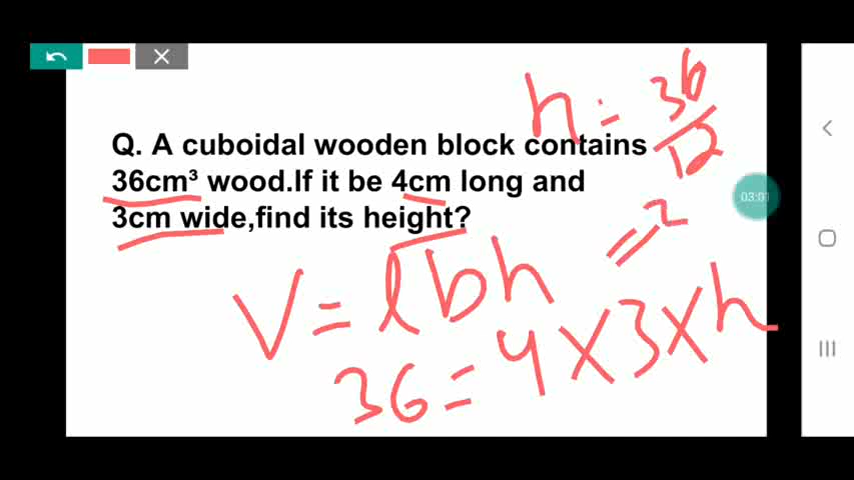 Q. A cuboidal wooden block contains
36cm³ wood.If it be 4cm long and
3cm wide,find its height?
h = 36/12
= 2
V = lbh
36 = 4 X 3 X h
03:01